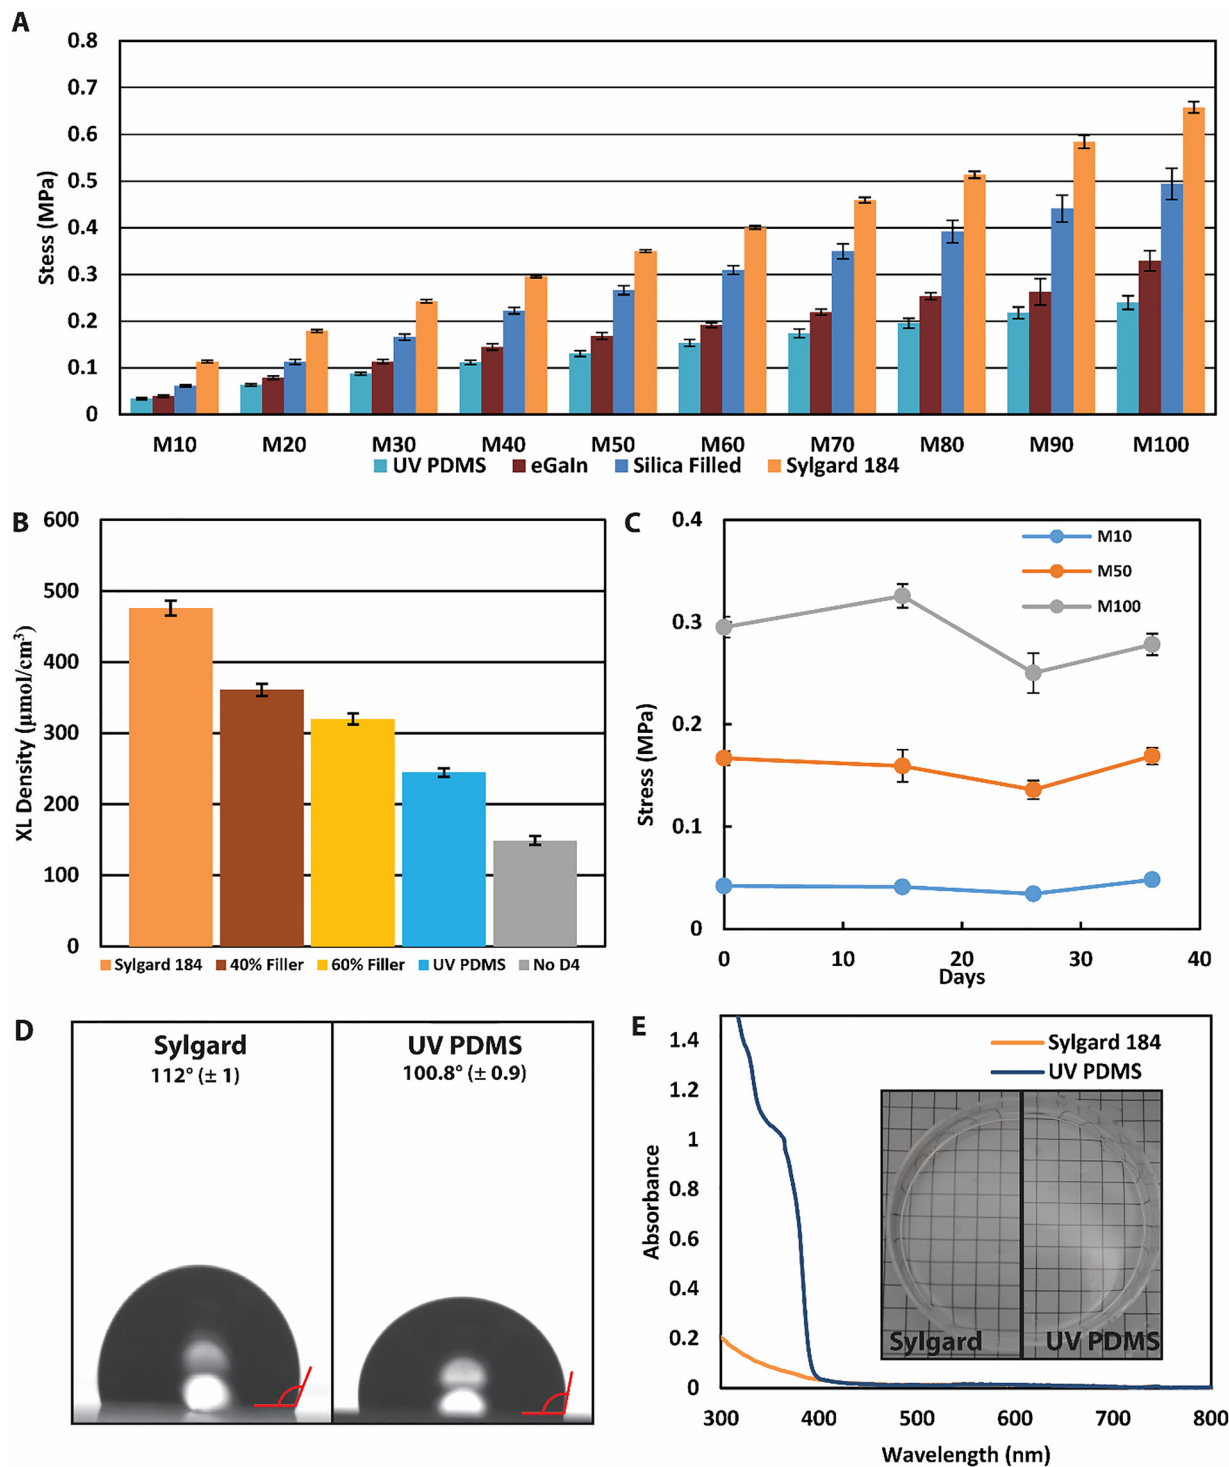 A
0.8
0.7
0.6
0.5
0.4
0.3
0.2
0.1
0
Stess (MPa)
M10 M20 M30 M40 M50 M60 M70 M80 M90 M100
UV PDMS eGaIn Silica Filled Sylgard 184
B
600
500
400
300
200
100
0
XL Density (μmol/cm³)
Sylgard 184 40% Filler 60% Filler UV PDMS No D4
C
0.4
0.3
0.2
0.1
0
Stress (MPa)
M10
M50
M100
0 10 20 30 40
Days
D
Sylgard
112° (± 1)
UV PDMS
100.8° (± 0.9)
E
1.4
1.2
1
0.8
0.6
0.4
0.2
0
Absorbance
Sylgard 184
UV PDMS
Sylgard
UV PDMS
300 400 500 600 700 800
Wavelength (nm)